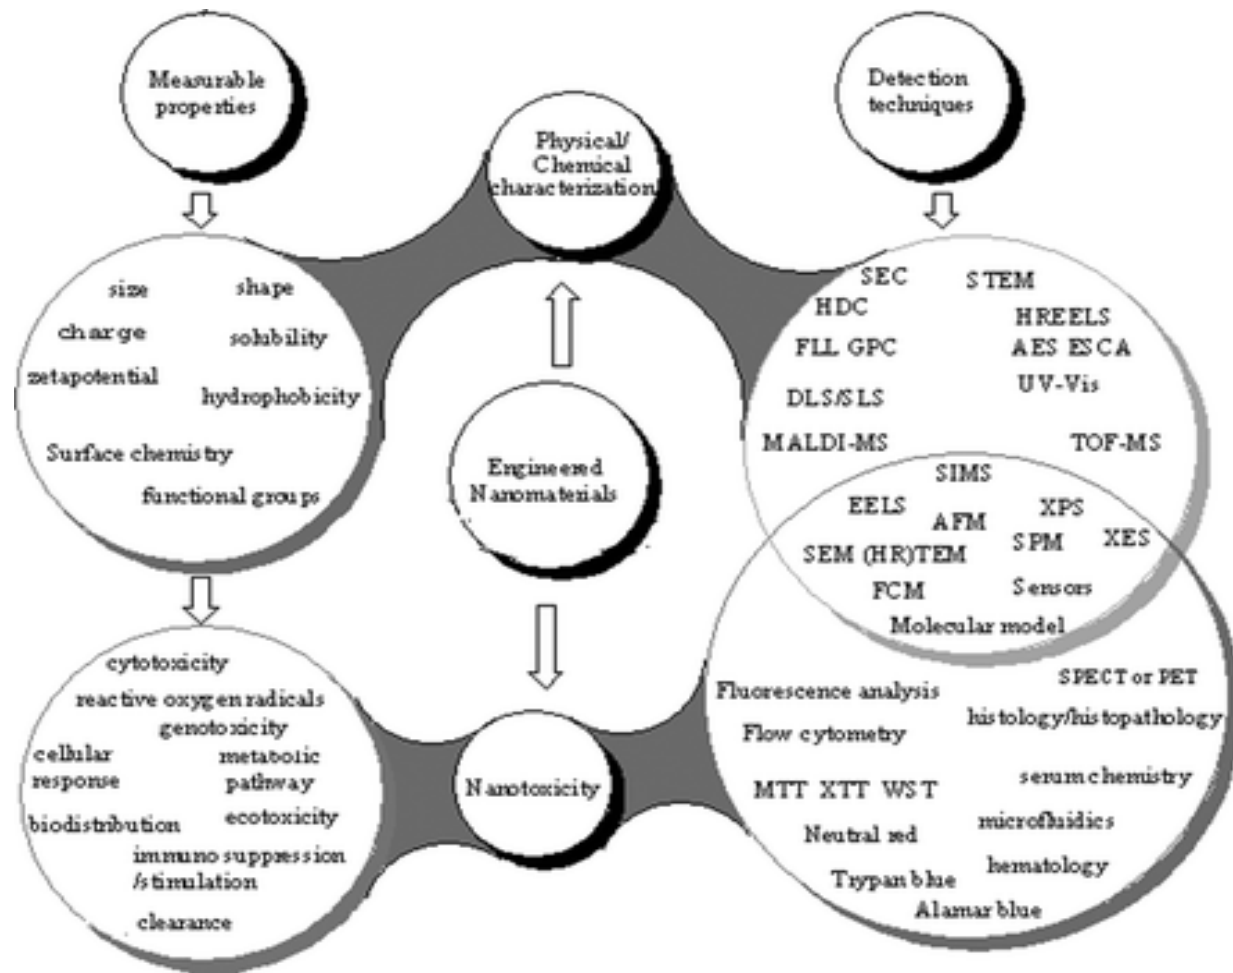 Measurable
properties
Detection
techniques
Physical/
Chemical
characterization
size
shape
charge
solubility
zetapotential
hydrophobicity
Surface chemistry
functional groups
SEC
STEM
HDC
HREELS
FLL GPC
AES ESCA
UV-Vis
DLS/SLS
MALDI-MS
TOF-MS
SIMS
EELS
XPS
AFM
SPM
XES
SEM (HR)TEM
FCM
Sensors
Molecular model
Engineered
Nanomaterials
cytotoxicity
reactive oxygen radicals
genotoxicity
cellular
response
metabolic
pathway
biodistribution
ecotoxicity
immuno suppression
/stimulation
clearance
Nanotoxicity
Fluorescence analysis
SPECT or PET
histology/histopathology
Flow cytometry
serum chemistry
MTT XTT WST
microfluidics
Neutral red
hematology
Trypan blue
Alamar blue